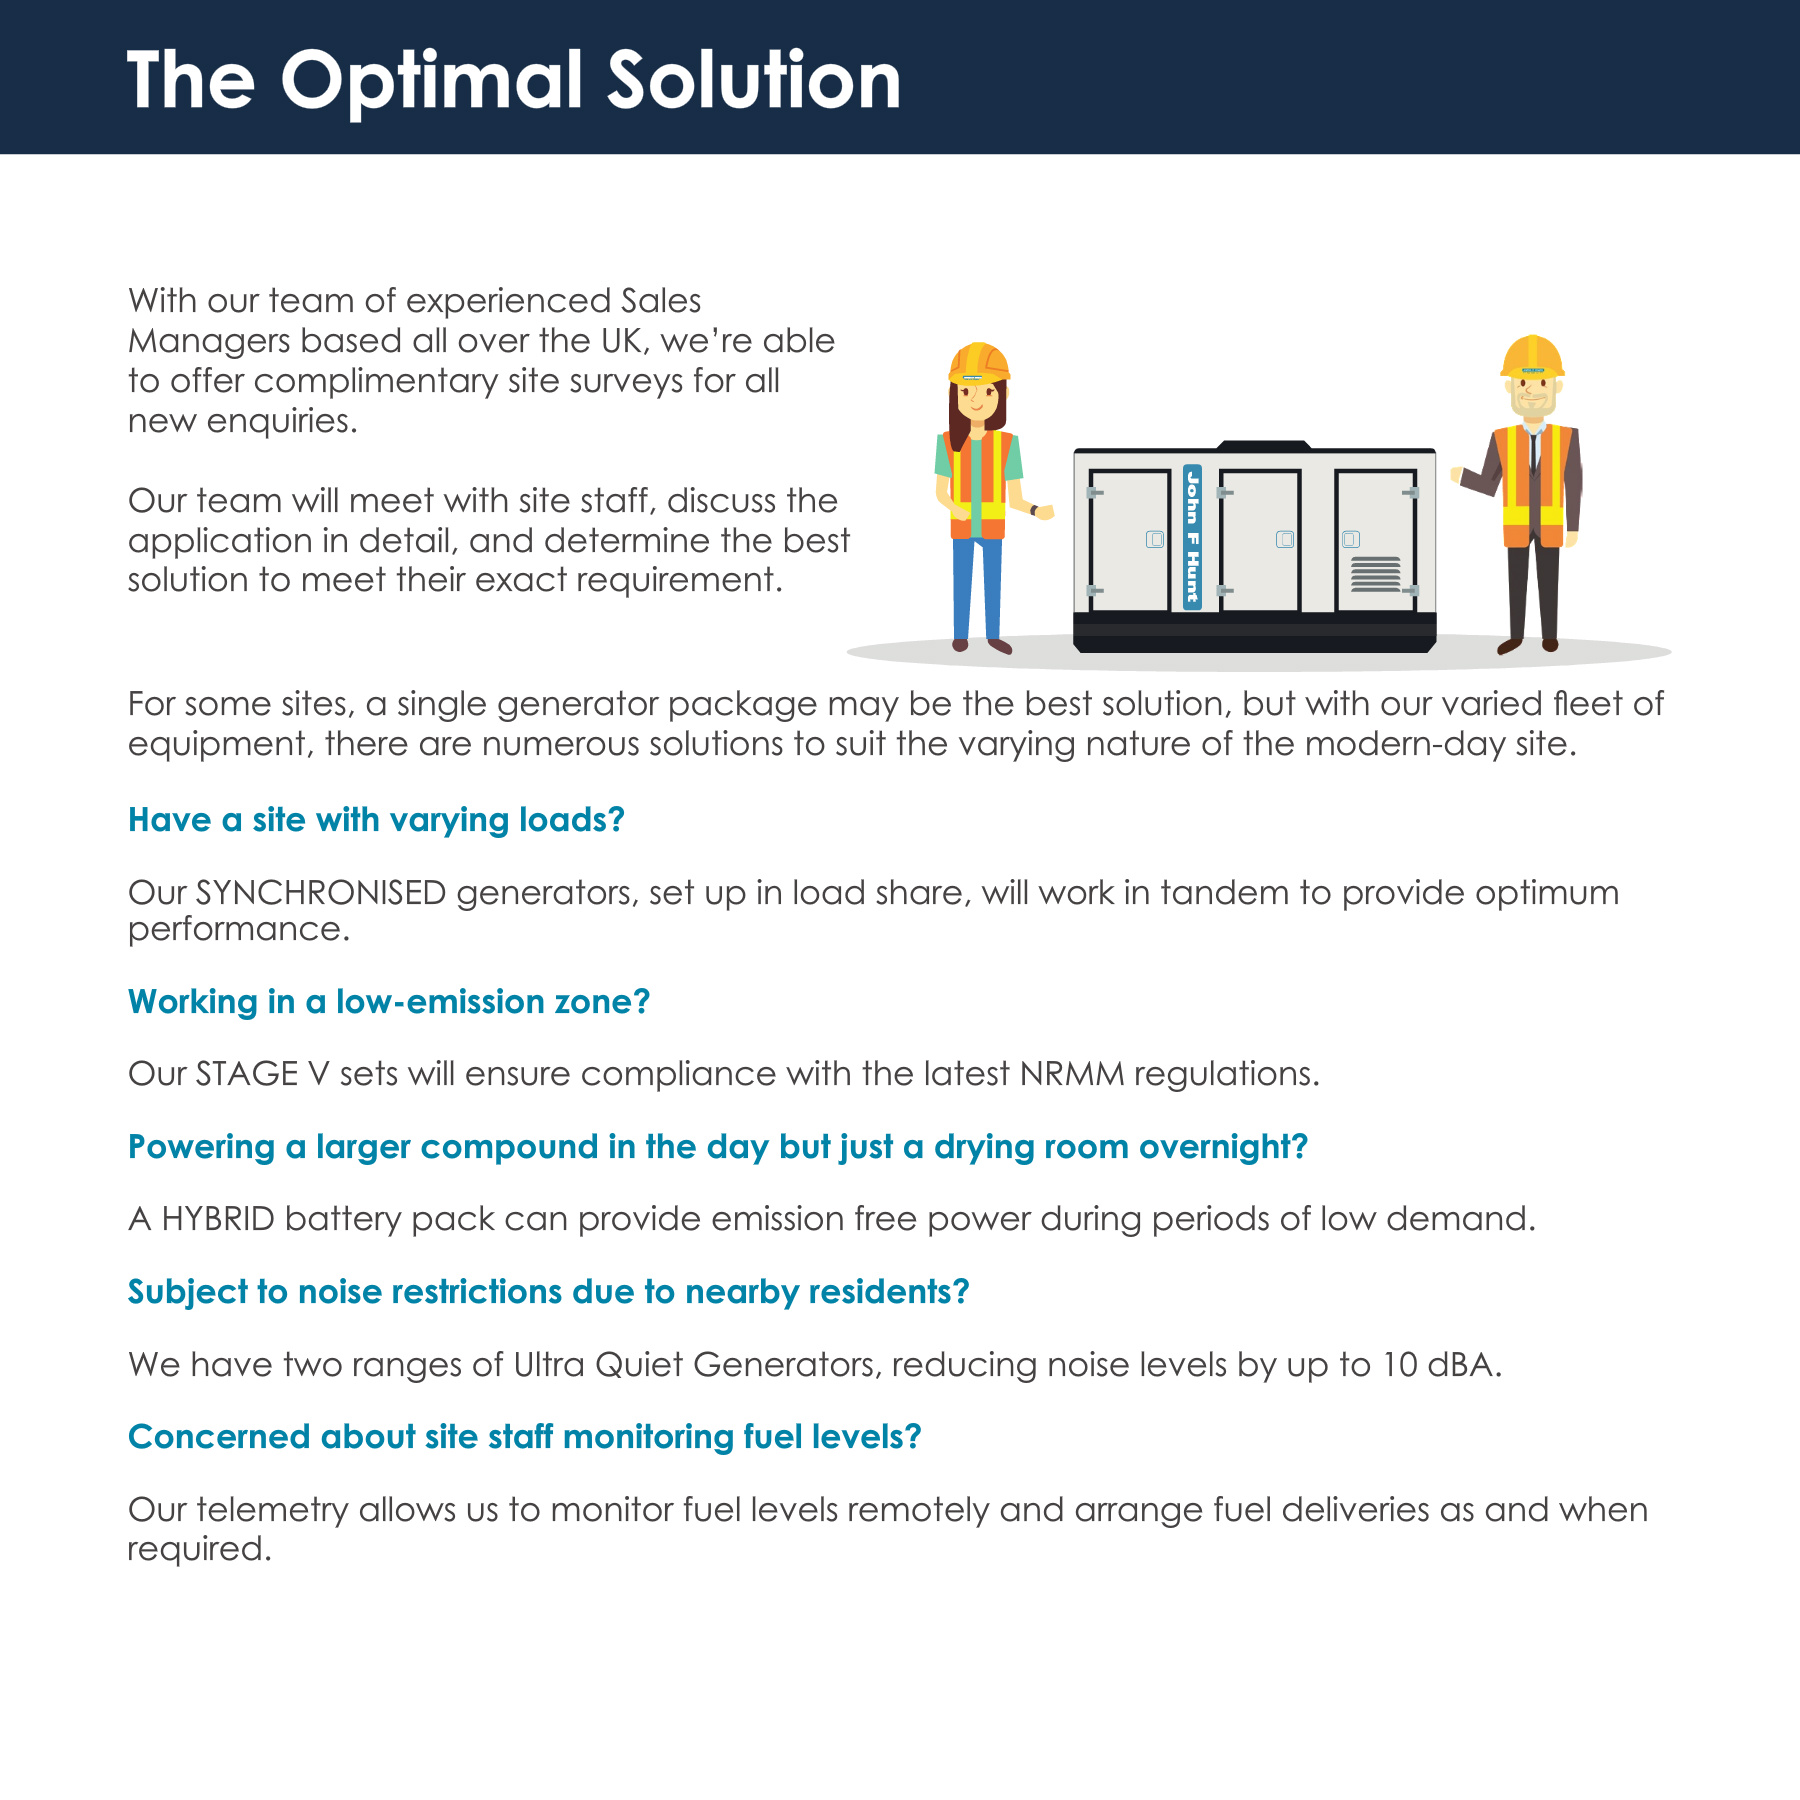 The Optimal Solution
With our team of experienced Sales
Managers based all over the UK, we’re able
to offer complimentary site surveys for all
new enquiries.
Our team will meet with site staff, discuss the
application in detail, and determine the best
solution to meet their exact requirement.
John F Hunt
For some sites, a single generator package may be the best solution, but with our varied fleet of
equipment, there are numerous solutions to suit the varying nature of the modern-day site.
Have a site with varying loads?
Our SYNCHRONISED generators, set up in load share, will work in tandem to provide optimum
performance.
Working in a low-emission zone?
Our STAGE V sets will ensure compliance with the latest NRMM regulations.
Powering a larger compound in the day but just a drying room overnight?
A HYBRID battery pack can provide emission free power during periods of low demand.
Subject to noise restrictions due to nearby residents?
We have two ranges of Ultra Quiet Generators, reducing noise levels by up to 10 dBA.
Concerned about site staff monitoring fuel levels?
Our telemetry allows us to monitor fuel levels remotely and arrange fuel deliveries as and when
required.